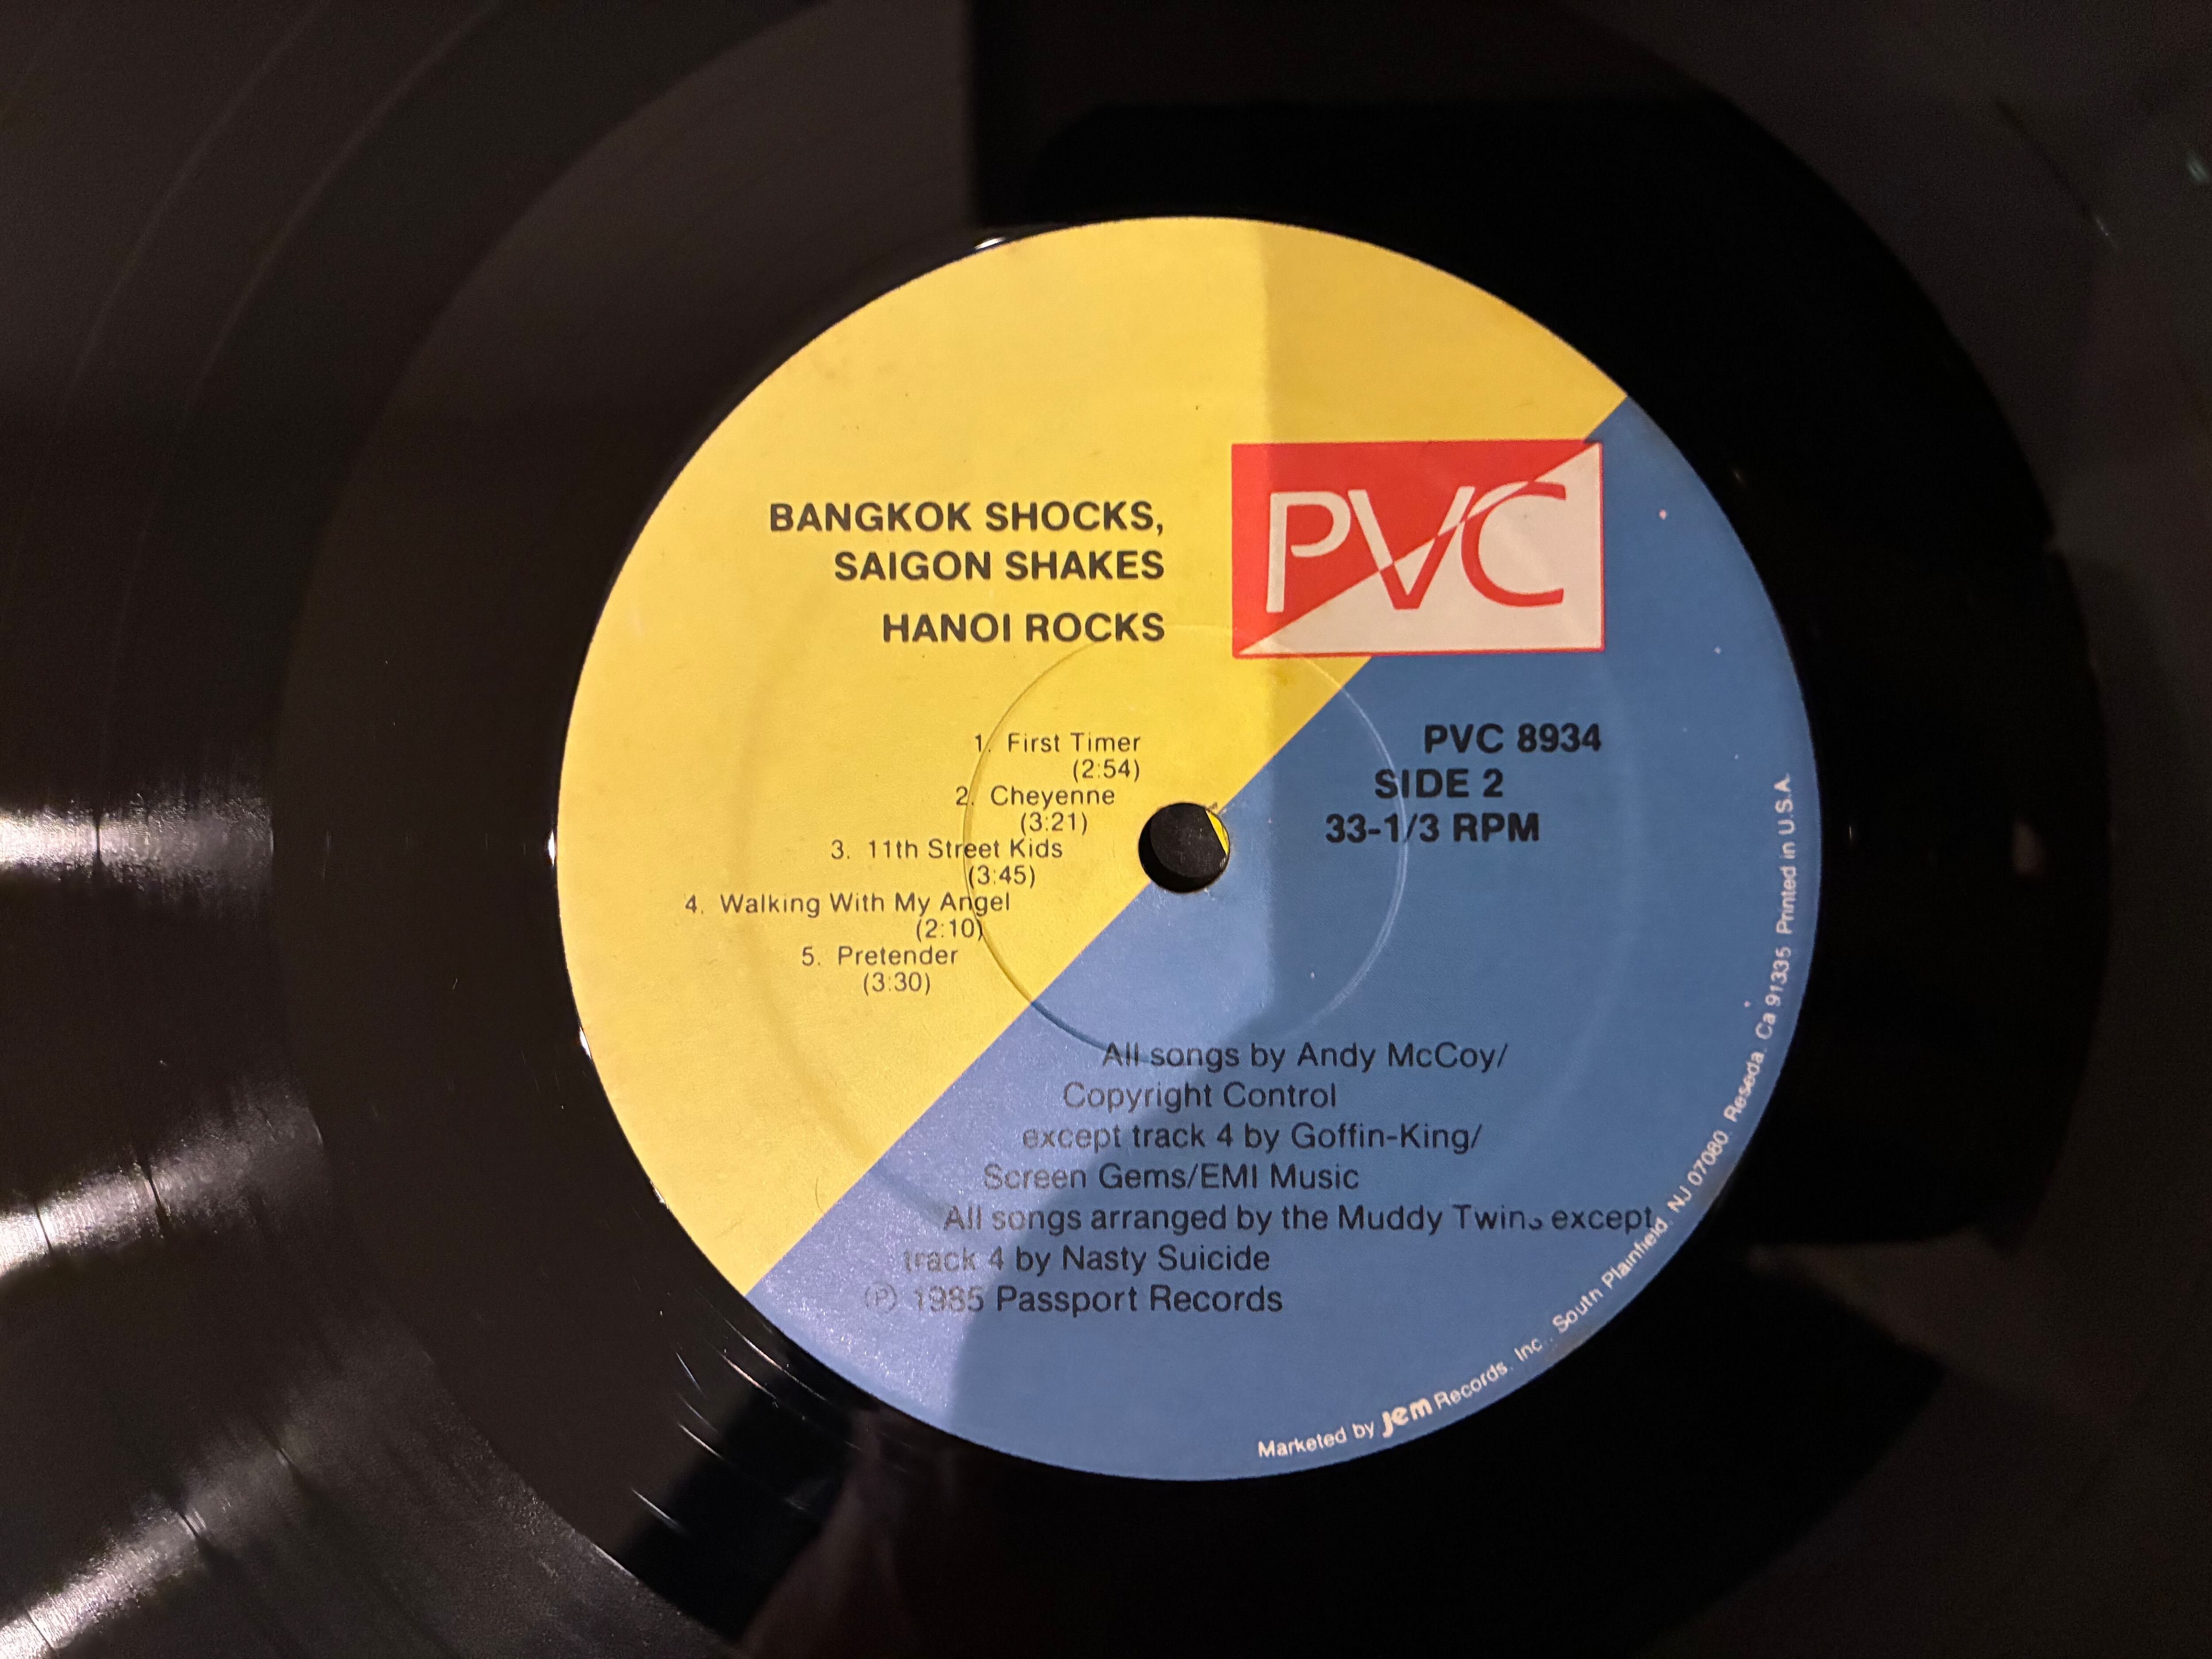 BANGKOK SHOCKS,
SAIGON SHAKES
HANOI ROCKS
PVC
1. First Timer
(2:54)
2. Cheyenne
(3:21)
3. 11th Street Kids
(3:45)
4. Walking With My Angel
(2:10)
5. Pretender
(3:30)
PVC 8934
SIDE 2
33-1/3 RPM
All songs by Andy McCoy/
Copyright Control
except track 4 by Goffin-King/
Screen Gems/EMI Music
All songs arranged by the Muddy Twins except
track 4 by Nasty Suicide
Ⓟ 1985 Passport Records
Marketed by Jem Records, Inc., South Plainfield, NJ 07080 Reseda, Ca 91335 Printed in U.S.A.